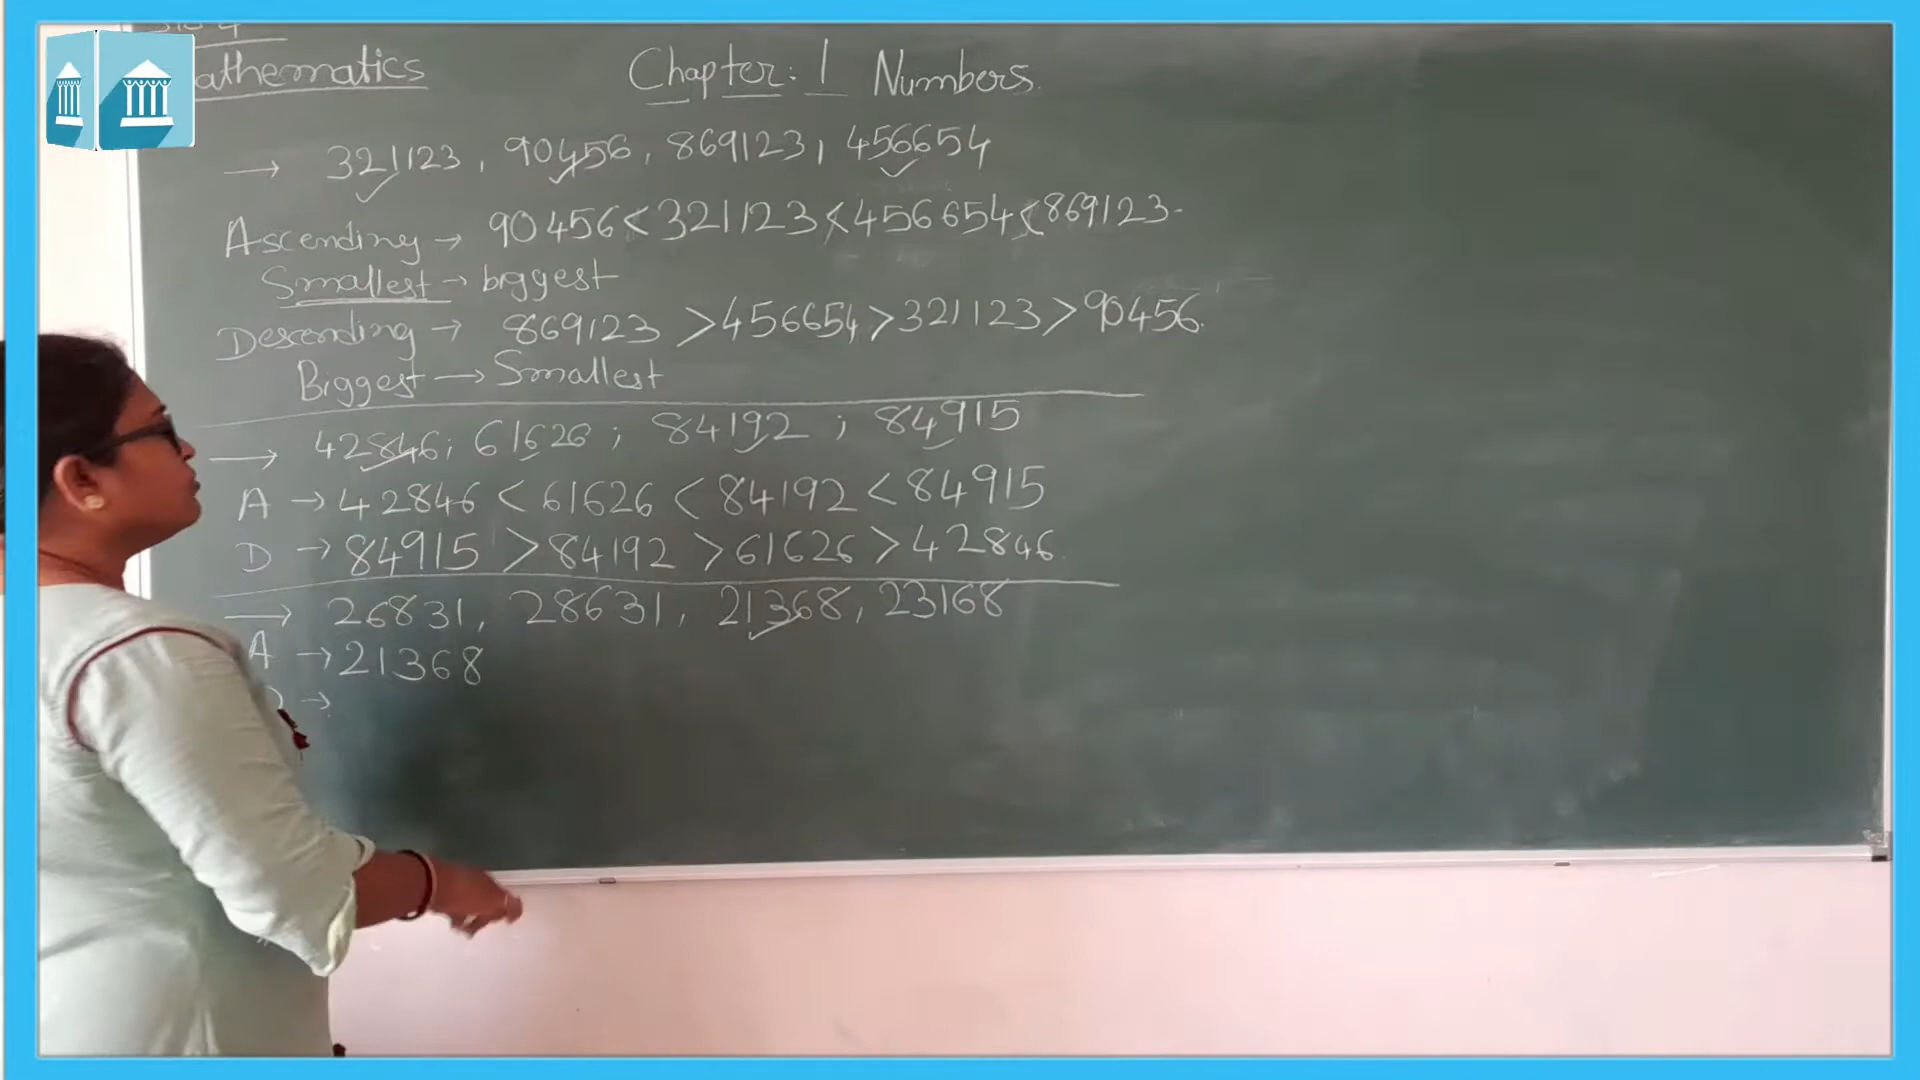 athematics
Chapter: 1 Numbers.
→ 321123, 90456, 869123, 456654
Ascending → 90456 < 321123 < 456654 < 869123.
Smallest → biggest
Descending → 869123 > 456654 > 321123 > 90456.
Biggest → Smallest
→ 42846; 61626; 84192; 84915
A → 42846 < 61626 < 84192 < 84915
D → 84915 > 84192 > 61626 > 42846.
→ 26831, 28631, 21368, 23168
A → 21368
→